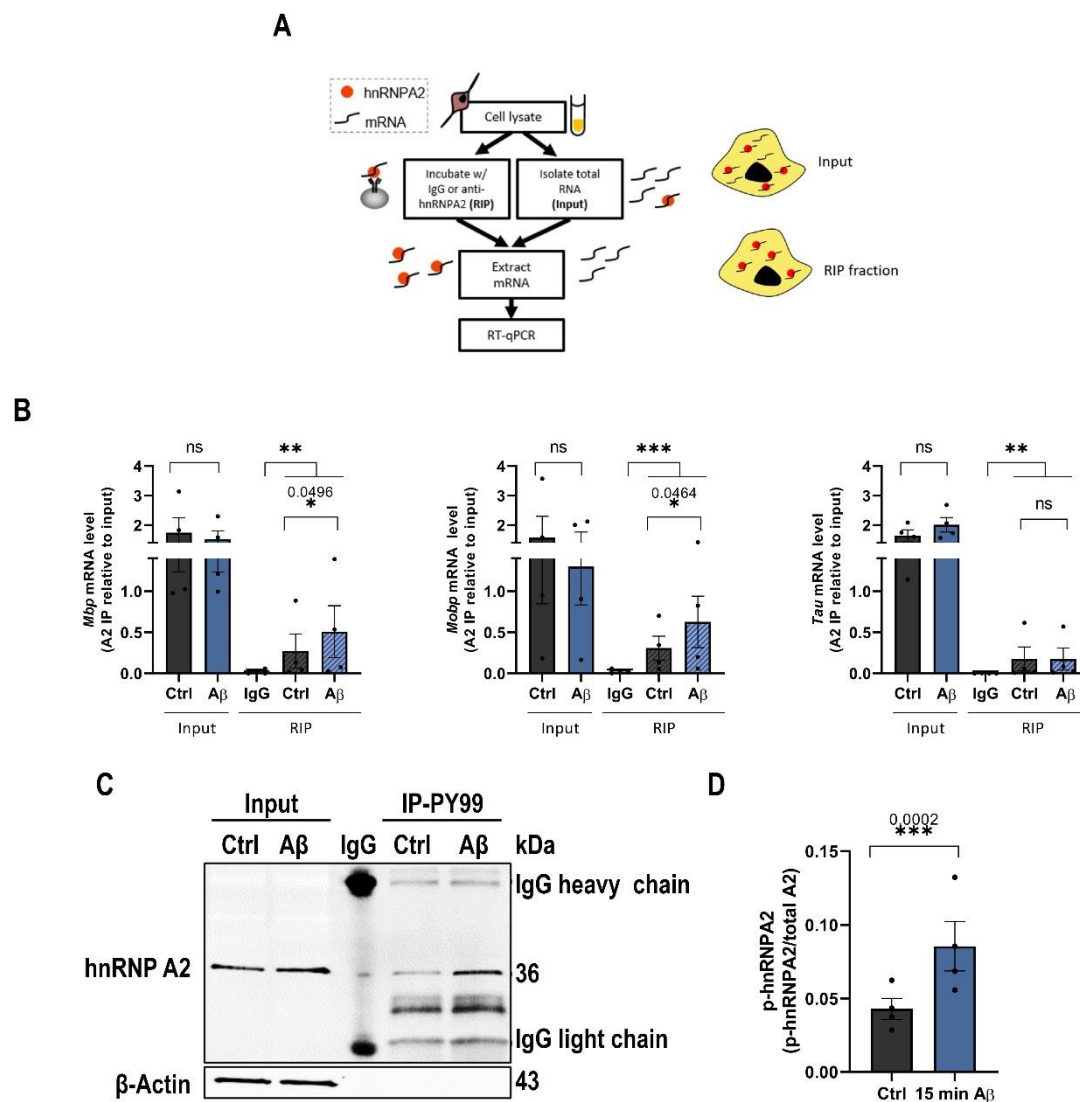 A
hnRNPA2
mRNA
Cell lysate
Incubate w/
IgG or anti-
hnRNPA2 (RIP)
Isolate total
RNA
(Input)
Input
Extract
mRNA
RIP fraction
RT-qPCR
B
Mbp mRNA level
(A2 IP relative to input)
ns
**
0.0496
*
4
3
2
1
1.0
0.5
0.0
Ctrl Aβ IgG Ctrl Aβ
Input RIP
Mobp mRNA level
(A2 IP relative to input)
ns
***
0.0464
*
4
3
2
1
1.0
0.5
0.0
Ctrl Aβ IgG Ctrl Aβ
Input RIP
Tau mRNA level
(A2 IP relative to input)
ns
**
ns
4
3
2
1
1.0
0.5
0.0
Ctrl Aβ IgG Ctrl Aβ
Input RIP
C
Input IP-PY99
Ctrl Aβ IgG Ctrl Aβ kDa
IgG heavy chain
hnRNP A2
36
IgG light chain
β-Actin
43
D
0.0002
***
p-hnRNPA2
(p-hnRNPA2/total A2)
0.15
0.10
0.05
0.00
Ctrl 15 min Aβ